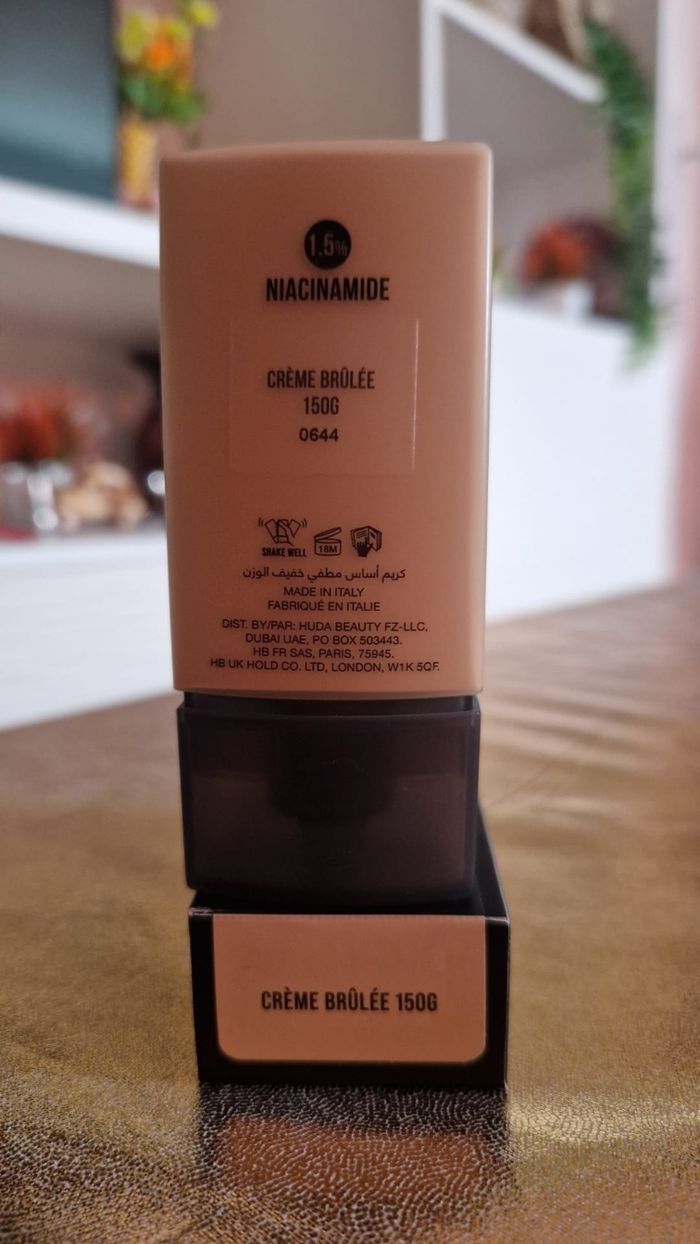 1.5%
NIACINAMIDE
CRÈME BRÛLÉE
150G
0644
SHAKE WELL
18M
كريم أساس مطفي خفيف الوزن
MADE IN ITALY
FABRIQUÉ EN ITALIE
DIST. BY/PAR: HUDA BEAUTY FZ-LLC,
DUBAI UAE, PO BOX 503443.
HB FR SAS, PARIS, 75945.
HB UK HOLD CO. LTD, LONDON, W1K 5QF.
CRÈME BRÛLÉE 150G